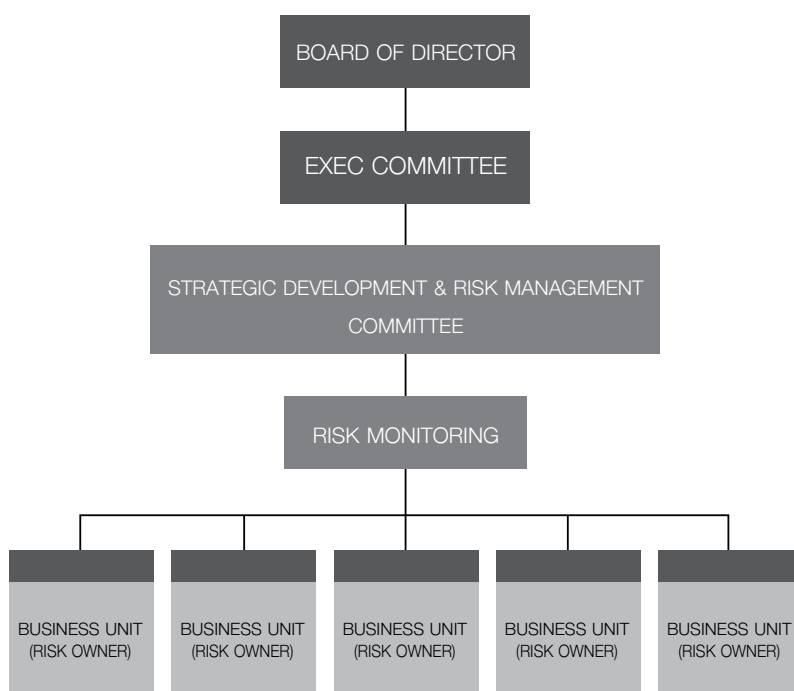 BOARD OF DIRECTOR
EXEC COMMITTEE
STRATEGIC DEVELOPMENT & RISK MANAGEMENT
COMMITTEE
RISK MONITORING
BUSINESS UNIT
(RISK OWNER)
BUSINESS UNIT
(RISK OWNER)
BUSINESS UNIT
(RISK OWNER)
BUSINESS UNIT
(RISK OWNER)
BUSINESS UNIT
(RISK OWNER)